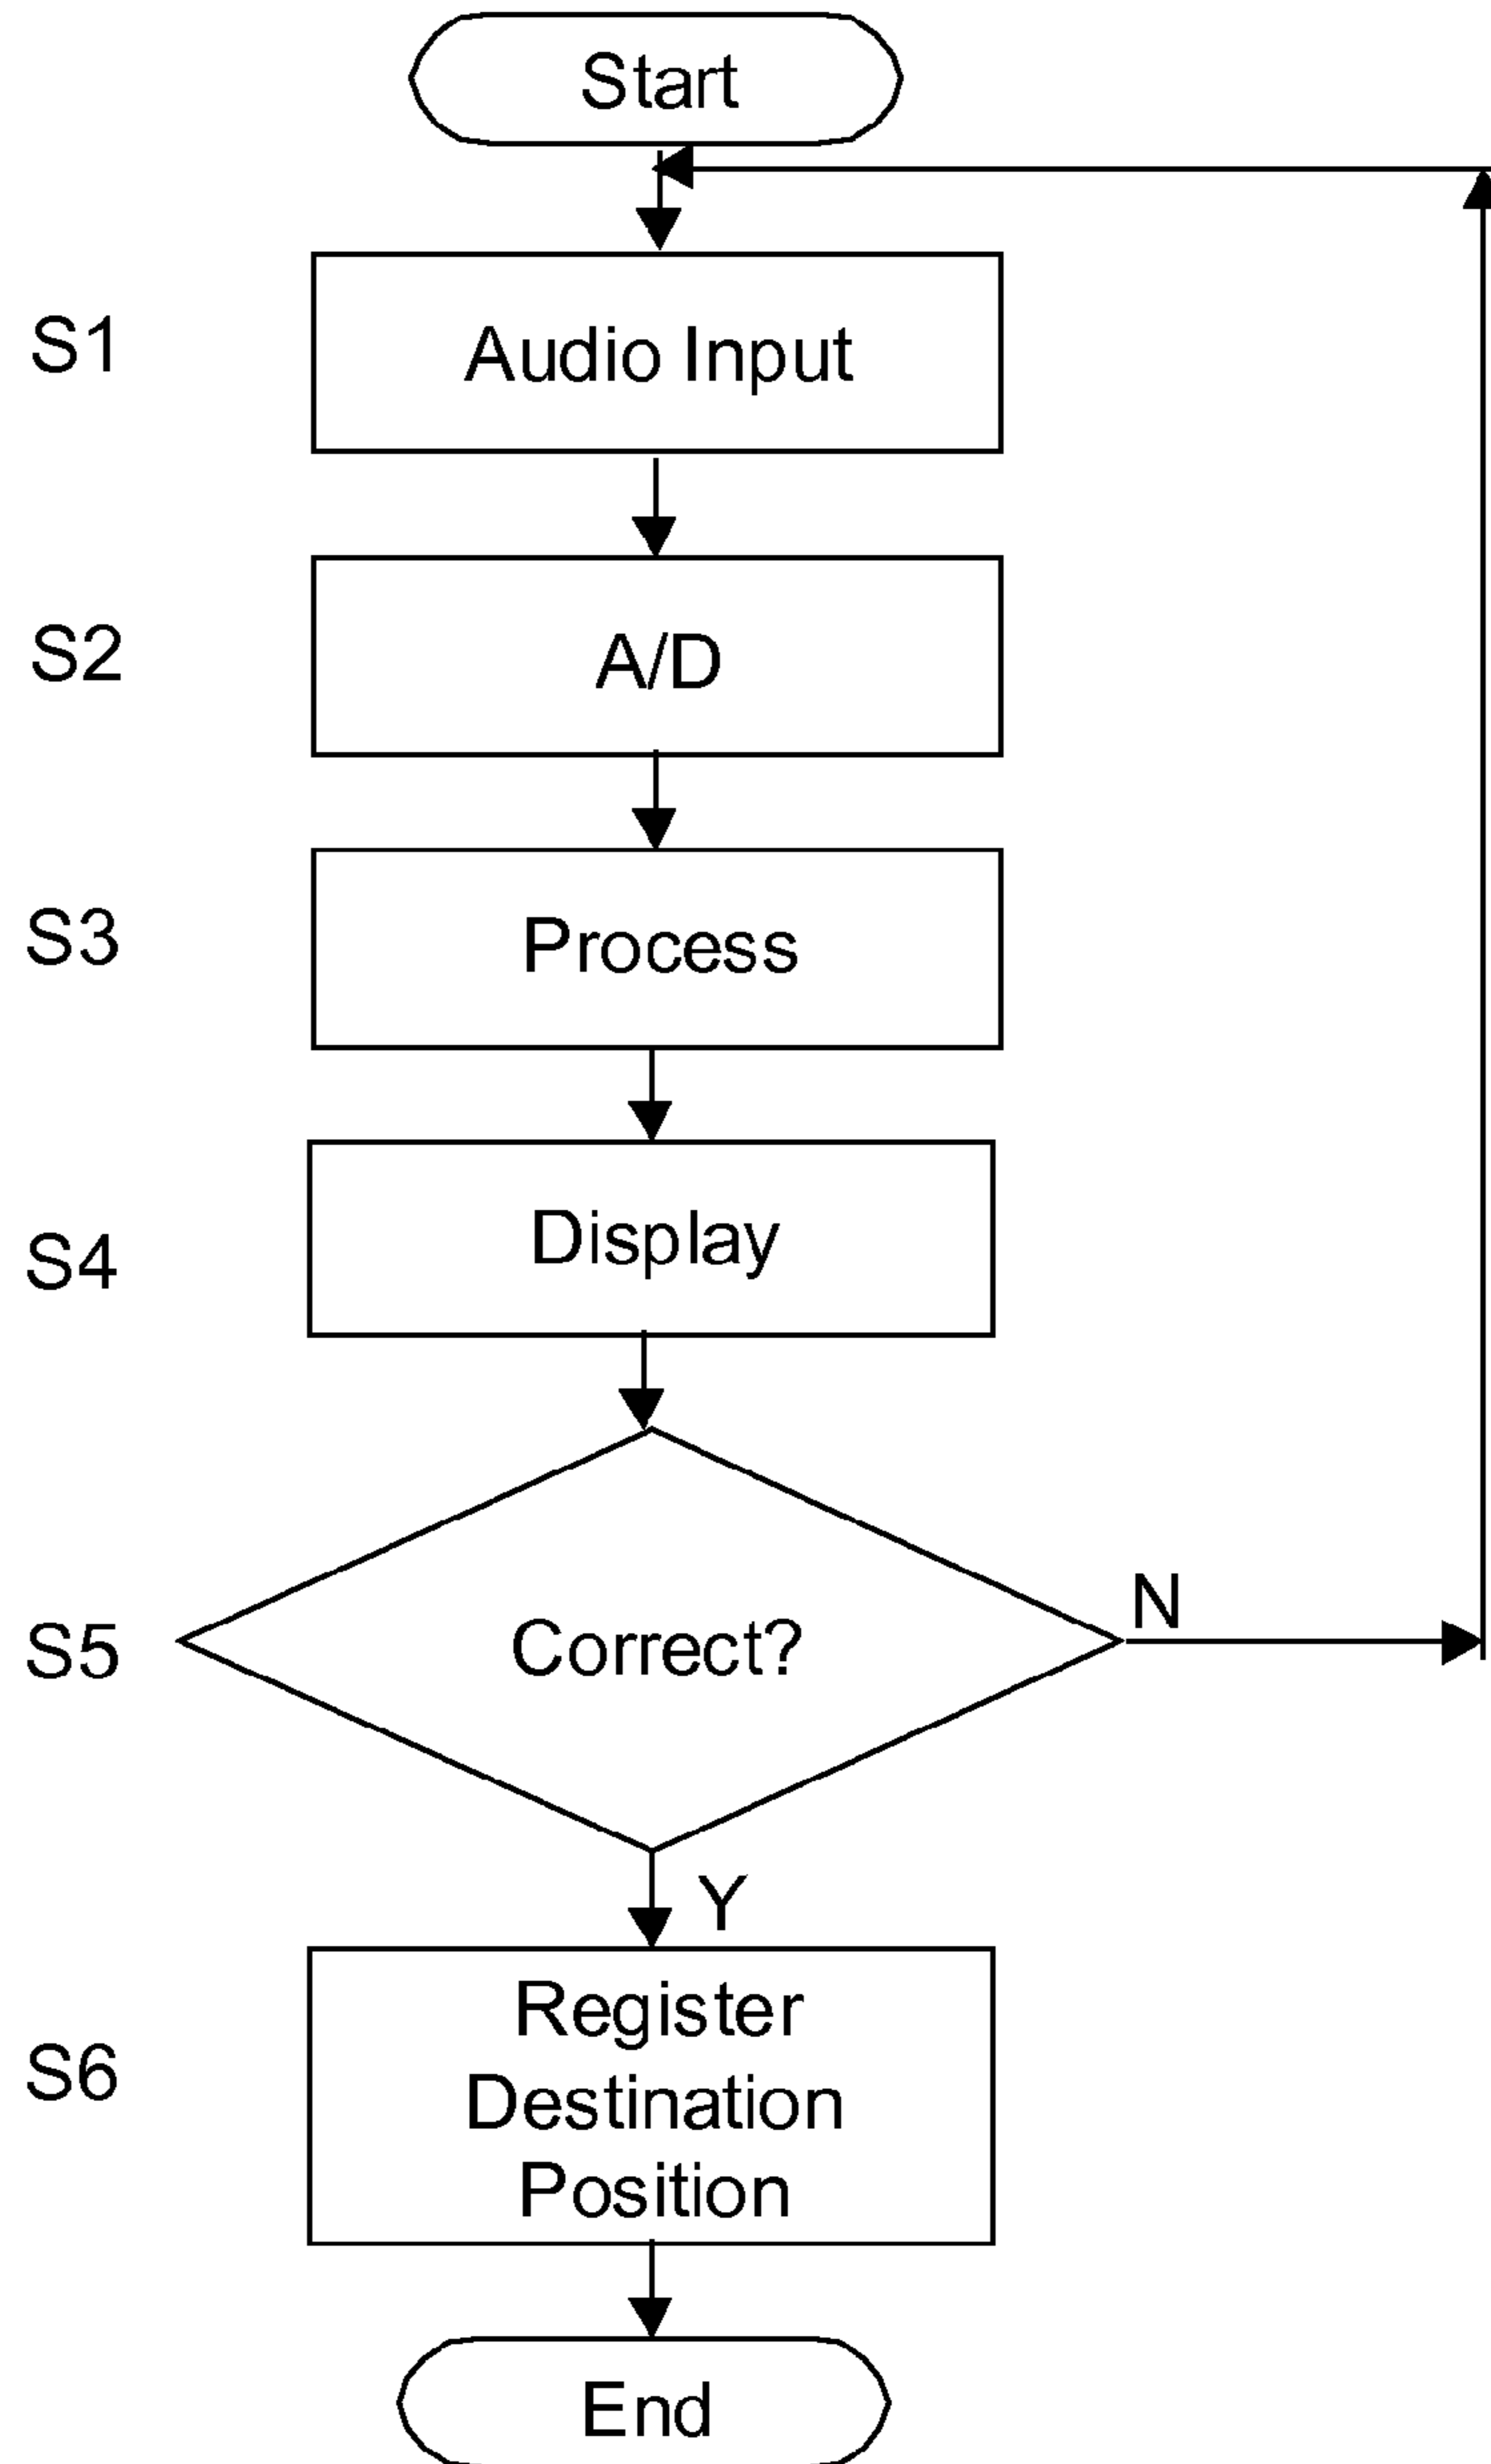 Start
S1
Audio Input
S2
A/D
S3
Process
S4
Display
S5
Correct?
N
Y
S6
Register
Destination
Position
End